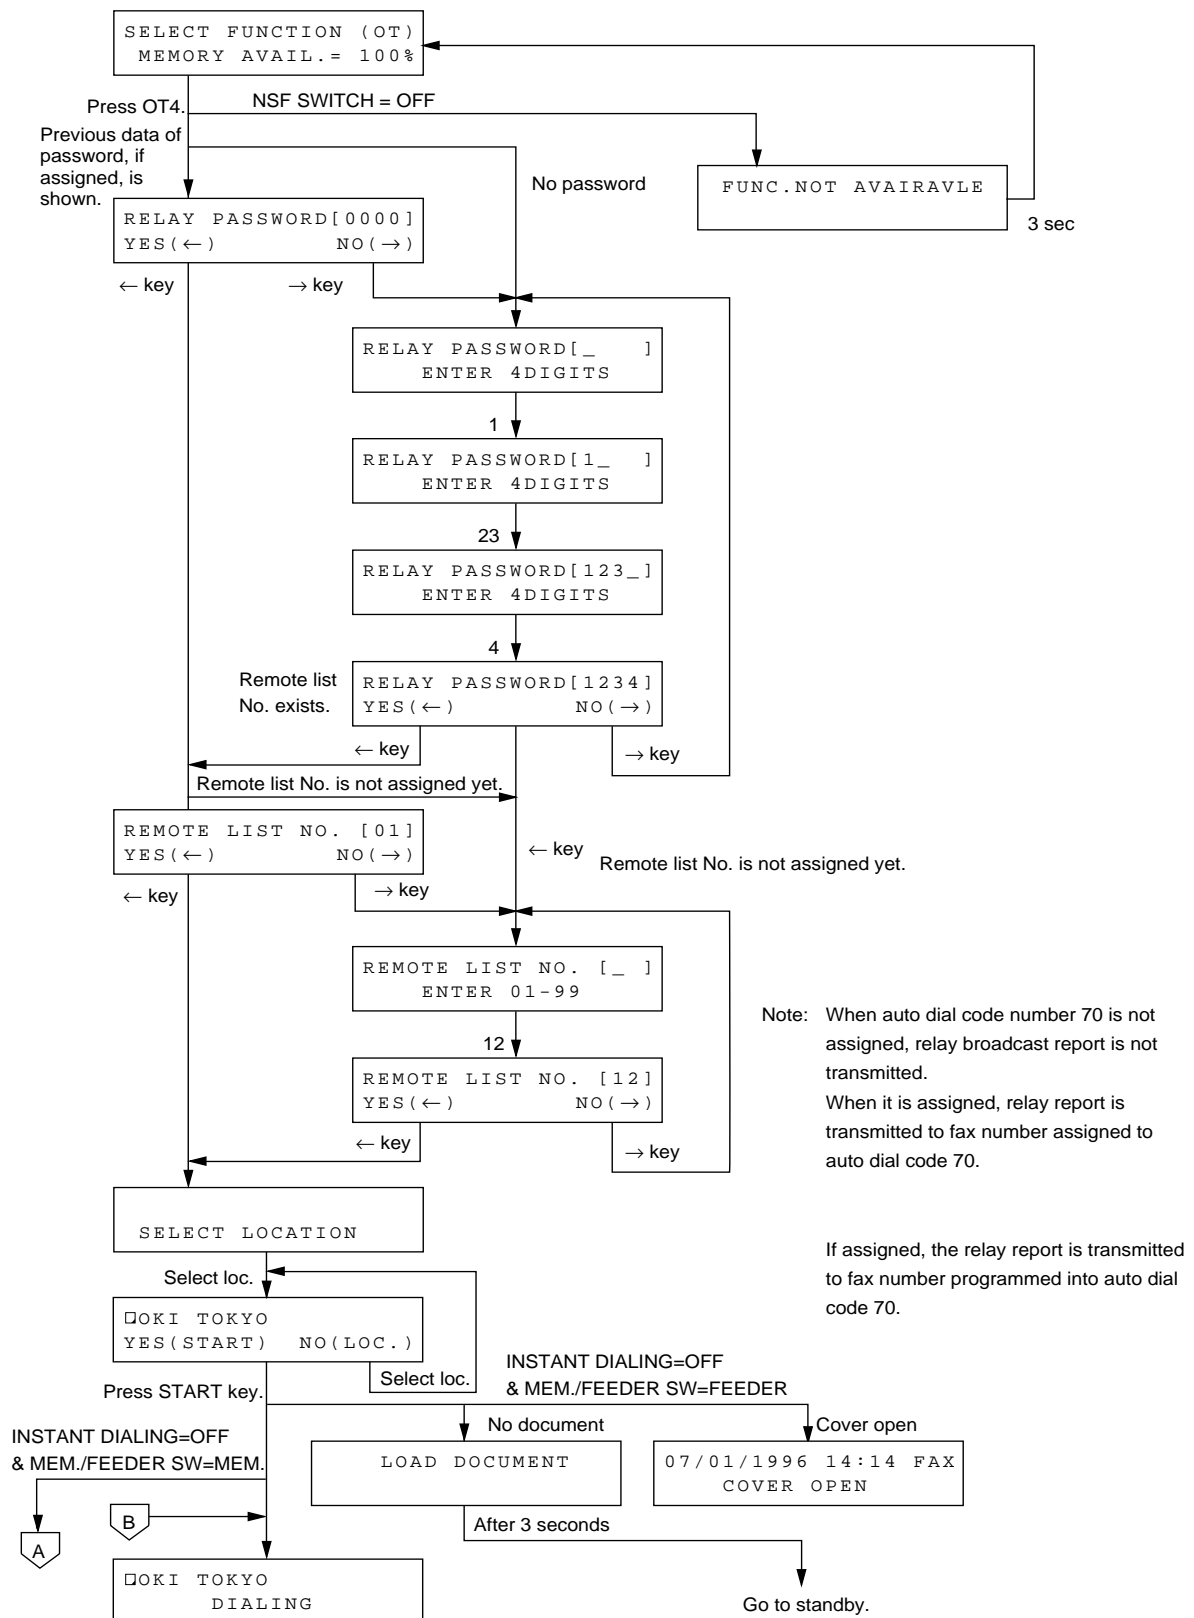 SELECT FUNCTION (OT)
MEMORY AVAIL.= 100%
Press OT4.
NSF SWITCH = OFF
Previous data of
password, if
assigned, is
shown.
No password
FUNC.NOT AVAIRAVLE
3 sec
RELAY PASSWORD[0000]
YES(←) NO(→)
← key → key
RELAY PASSWORD[_ ]
ENTER 4DIGITS
1
RELAY PASSWORD[1_ ]
ENTER 4DIGITS
23
RELAY PASSWORD[123_]
ENTER 4DIGITS
4
Remote list
No. exists.
RELAY PASSWORD[1234]
YES(←) NO(→)
← key → key
Remote list No. is not assigned yet.
REMOTE LIST NO. [01]
YES(←) NO(→)
← key
Remote list No. is not assigned yet.
← key → key
REMOTE LIST NO. [_ ]
ENTER 01-99
12
REMOTE LIST NO. [12]
YES(←) NO(→)
← key → key
Note: When auto dial code number 70 is not
assigned, relay broadcast report is not
transmitted.
When it is assigned, relay report is
transmitted to fax number assigned to
auto dial code 70.
If assigned, the relay report is transmitted
to fax number programmed into auto dial
code 70.
SELECT LOCATION
Select loc.
OKI TOKYO
YES(START) NO(LOC.)
Select loc.
Press START key.
INSTANT DIALING=OFF
& MEM./FEEDER SW=FEEDER
No document
Cover open
INSTANT DIALING=OFF
& MEM./FEEDER SW=MEM.
LOAD DOCUMENT
07/01/1996 14:14 FAX
COVER OPEN
B
A
After 3 seconds
OKI TOKYO
DIALING
Go to standby.